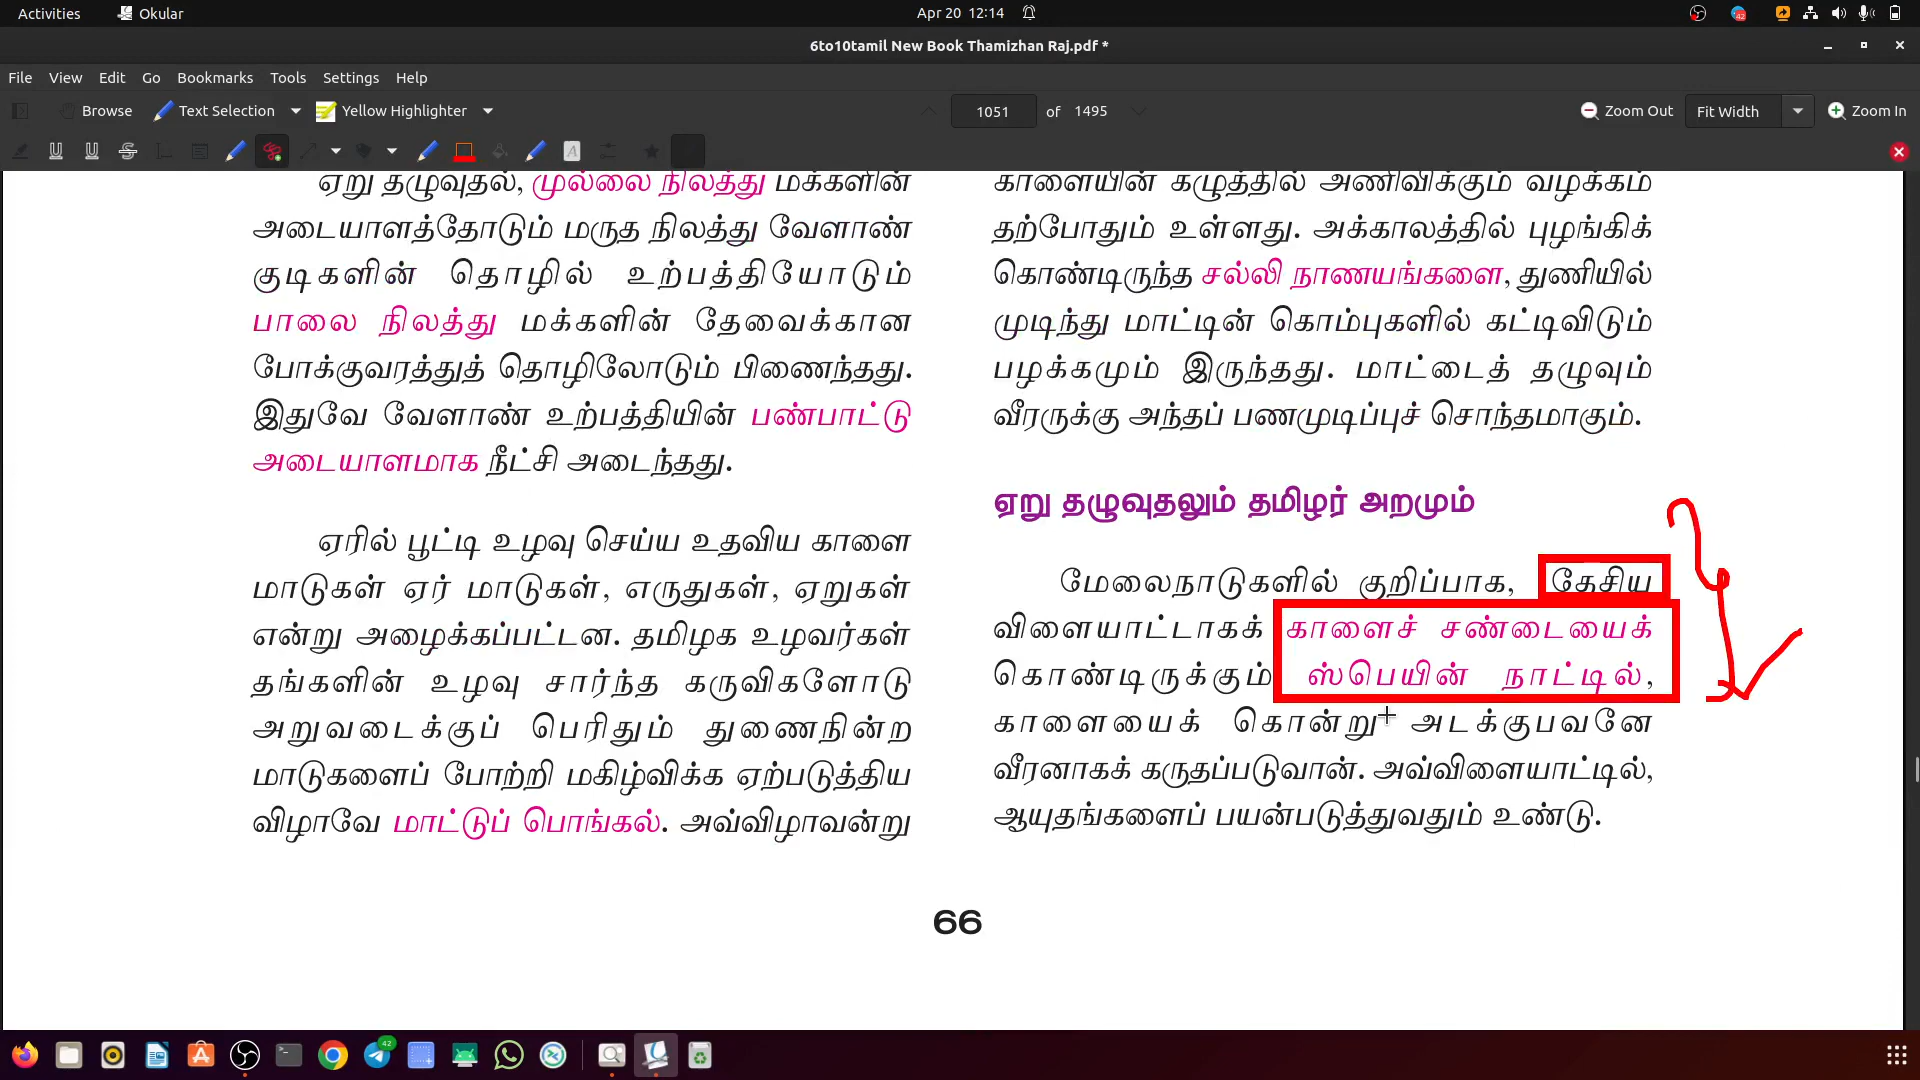 Activities
Okular
Apr 20 12:14
42
6to10tamil New Book Thamizhan Raj.pdf *
File View Edit Go Bookmarks Tools Settings Help
Browse Text Selection Yellow Highlighter 1051 of 1495 Zoom Out Fit Width Zoom In
ஏறு தழுவுதல், முல்லை நிலத்து மக்களின்
அடையாளத்தோடும் மருத நிலத்து வேளாண்
குடிகளின் தொழில் உற்பத்தியோடும்
பாலை நிலத்து மக்களின் தேவைக்கான
போக்குவரத்துத் தொழிலோடும் பிணைந்தது.
இதுவே வேளாண் உற்பத்தியின் பண்பாட்டு
அடையாளமாக நீட்சி அடைந்தது.
ஏரில் பூட்டி உழவு செய்ய உதவிய காளை
மாடுகள் ஏர் மாடுகள், எருதுகள், ஏறுகள்
என்று அழைக்கப்பட்டன. தமிழக உழவர்கள்
தங்களின் உழவு சார்ந்த கருவிகளோடு
அறுவடைக்குப் பெரிதும் துணைநின்ற
மாடுகளைப் போற்றி மகிழ்விக்க ஏற்படுத்திய
விழாவே மாட்டுப் பொங்கல். அவ்விழாவன்று
காளையின் கழுத்தில் அணிவிக்கும் வழக்கம்
தற்போதும் உள்ளது. அக்காலத்தில் புழங்கிக்
கொண்டிருந்த சல்லி நாணயங்களை, துணியில்
முடிந்து மாட்டின் கொம்புகளில் கட்டிவிடும்
பழக்கமும் இருந்தது. மாட்டைத் தழுவும்
வீரருக்கு அந்தப் பணமுடிப்புச் சொந்தமாகும்.
ஏறு தழுவுதலும் தமிழர் அறமும்
மேலைநாடுகளில் குறிப்பாக, தேசிய
விளையாட்டாகக் காளைச் சண்டையைக்
கொண்டிருக்கும் ஸ்பெயின் நாட்டில்,
காளையைக் கொன்று அடக்குபவனே
வீரனாகக் கருதப்படுவான். அவ்விளையாட்டில்,
ஆயுதங்களைப் பயன்படுத்துவதும் உண்டு.
66
42